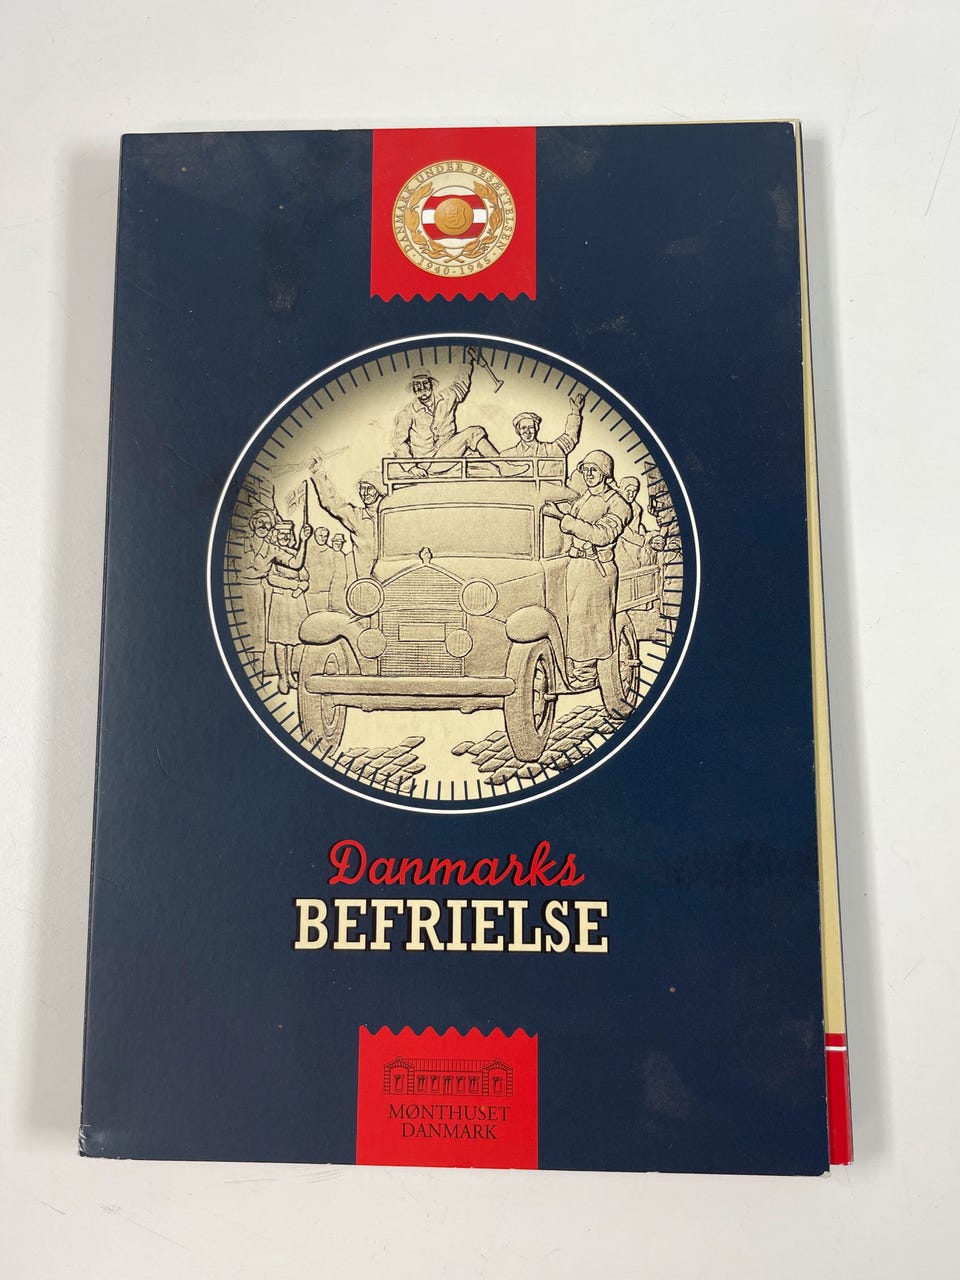 DANMARK UNDER BESÆTTELSEN
· 1940 - 1945 ·
Danmarks
BEFRIELSE
MØNTHUSET
DANMARK